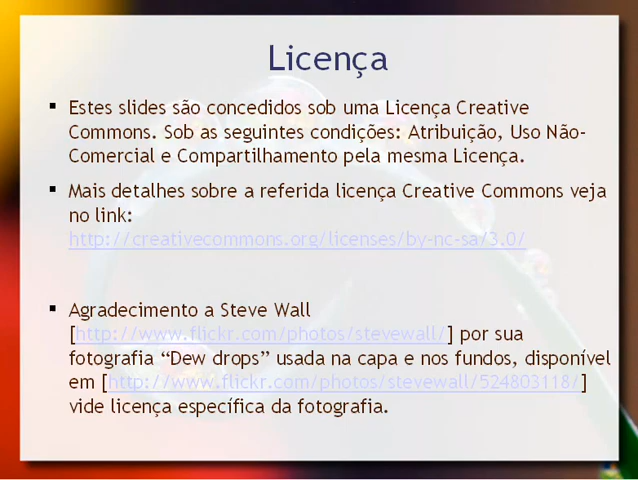 Licença
▪ Estes slides são concedidos sob uma Licença Creative
Commons. Sob as seguintes condições: Atribuição, Uso Não-
Comercial e Compartilhamento pela mesma Licença.
▪ Mais detalhes sobre a referida licença Creative Commons veja
no link:
http://creativecommons.org/licenses/by-nc-sa/3.0/
▪ Agradecimento a Steve Wall
[http://www.flickr.com/photos/stevewall/] por sua
fotografia “Dew drops” usada na capa e nos fundos, disponível
em [http://www.flickr.com/photos/stevewall/524803118/]
vide licença específica da fotografia.